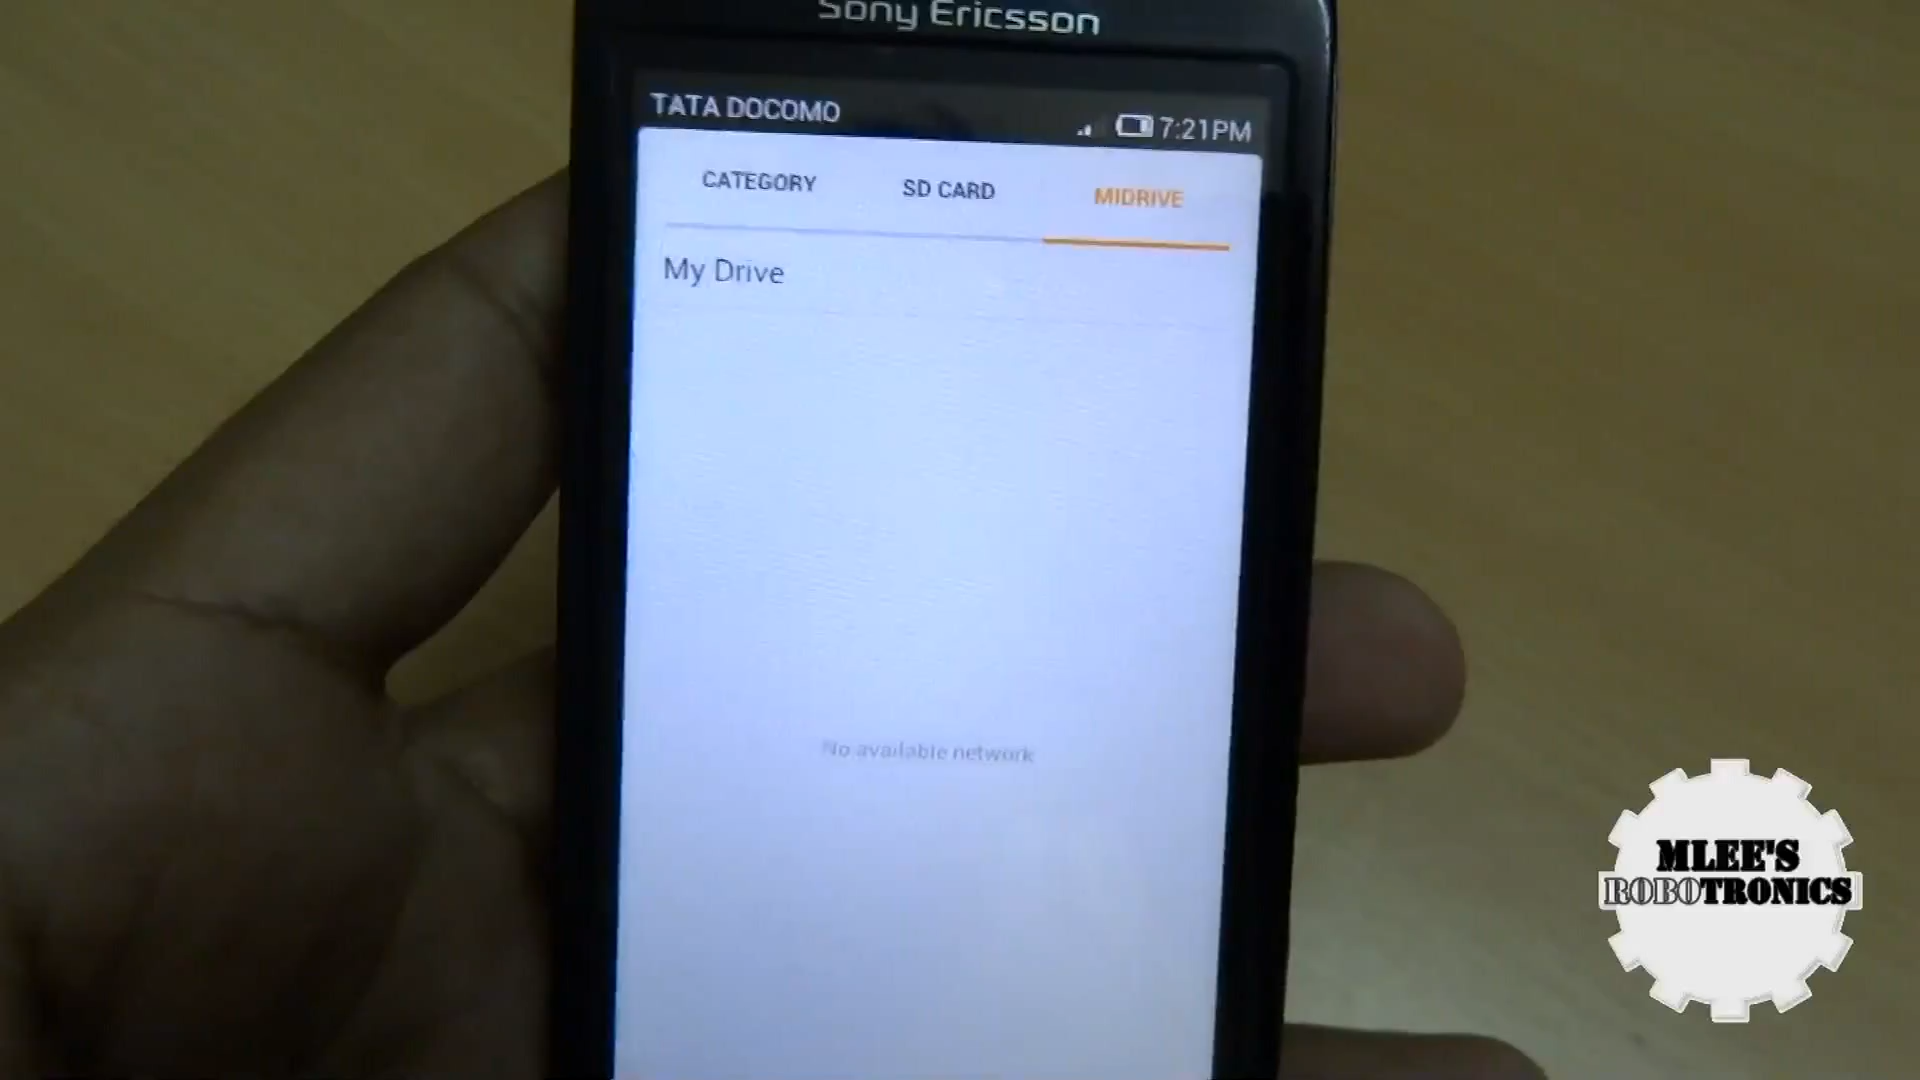 Sony Ericsson
TATA DOCOMO
7:21PM
CATEGORY
SD CARD
MIDRIVE
My Drive
No available network
MLEE'S
ROBOTRONICS